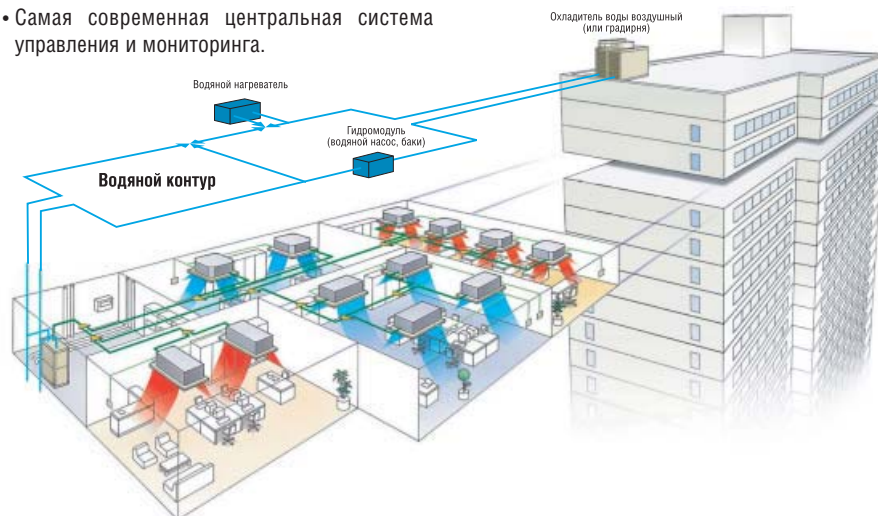 • Самая современная центральная система
управления и мониторинга.
Охладитель воды воздушный
(или градирня)
Водяной нагреватель
Гидромодуль
(водяной насос, баки)
Водяной контур